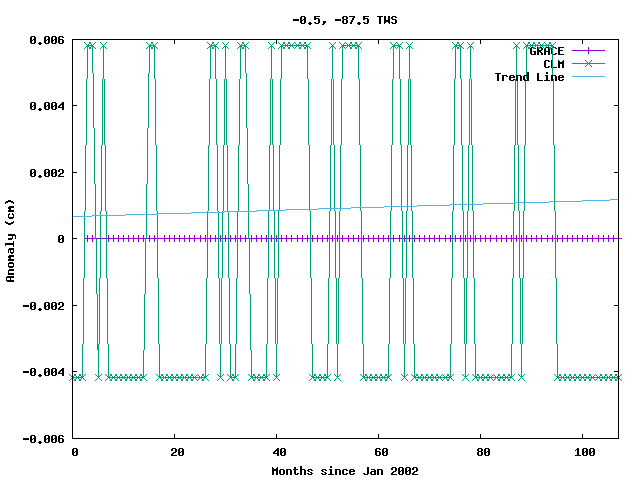 -0.5, -87.5 TWS
0.006
0.004
0.002
0
-0.002
-0.004
-0.006
Anomaly (cm)
GRACE
CLM
Trend Line
0 20 40 60 80 100
Months since Jan 2002